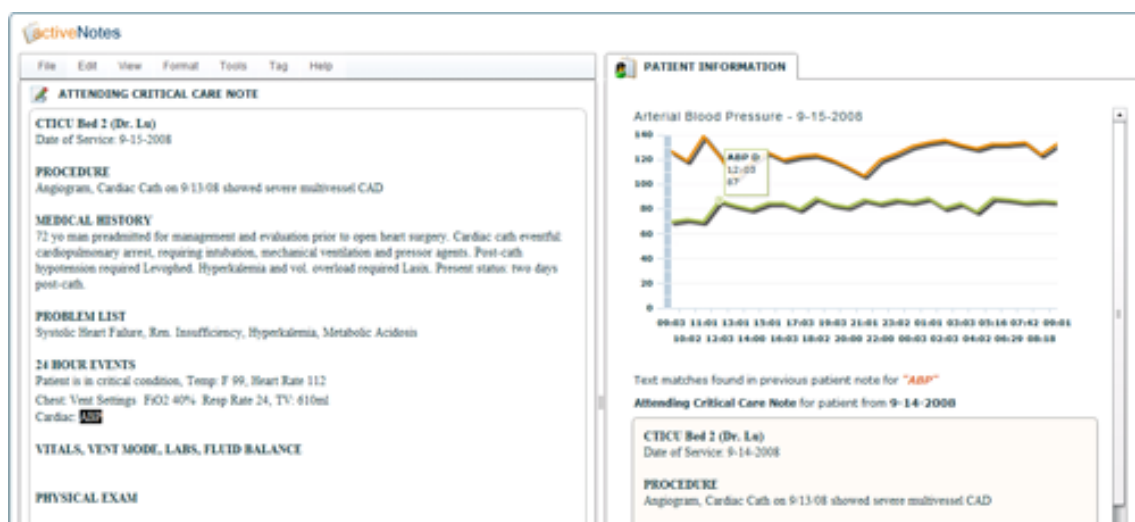 activeNotes
File Edit View Format Tools Tag Help
ATTENDING CRITICAL CARE NOTE
CTICU Bed 2 (Dr. Lu)
Date of Service: 9-15-2008
PROCEDURE
Angiogram, Cardiac Cath on 9/13/08 showed severe multivessel CAD
MEDICAL HISTORY
72 yo man preadmitted for management and evaluation prior to open heart surgery. Cardiac cath eventful:
cardiopulmonary arrest, requiring intubation, mechanical ventilation and pressor agents. Post-cath
hypotension required Levophed. Hyperkalemia and vol. overload required Lasix. Present status: two days
post-cath.
PROBLEM LIST
Systolic Heart Failure, Ren. Insufficiency, Hyperkalemia, Metabolic Acidosis
24 HOUR EVENTS
Patient is in critical condition, Temp: F 99, Heart Rate 112
Chest: Vent Settings FiO2 40% Resp Rate 24, TV: 610ml
Cardiac: ABP
VITALS, VENT MODE, LABS, FLUID BALANCE
PHYSICAL EXAM
PATIENT INFORMATION
Arterial Blood Pressure - 9-15-2008
140
120
100
80
60
40
20
0
ABP D:
12:03
87
09:03 11:01 13:01 15:01 17:03 19:03 21:01 23:02 01:01 03:03 05:16 07:42 09:01
10:02 12:03 14:00 16:03 18:02 20:00 22:00 00:03 02:03 04:02 06:29 08:18
Text matches found in previous patient note for "ABP"
Attending Critical Care Note for patient from 9-14-2008
CTICU Bed 2 (Dr. Lu)
Date of Service: 9-14-2008
PROCEDURE
Angiogram, Cardiac Cath on 9/13/08 showed severe multivessel CAD